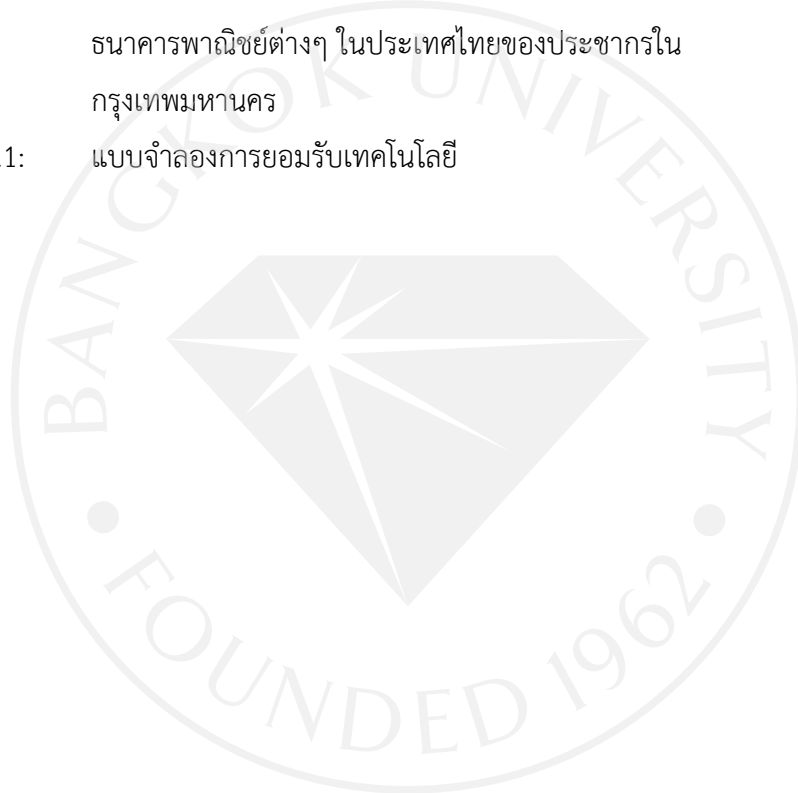 ธนาคารพาณิชย์ต่างๆ ในประเทศไทยของประชากรใน
กรุงเทพมหานคร
.1: แบบจำลองการยอมรับเทคโนโลยี
BANGKOK UNIVERSITY
FOUNDED 1962